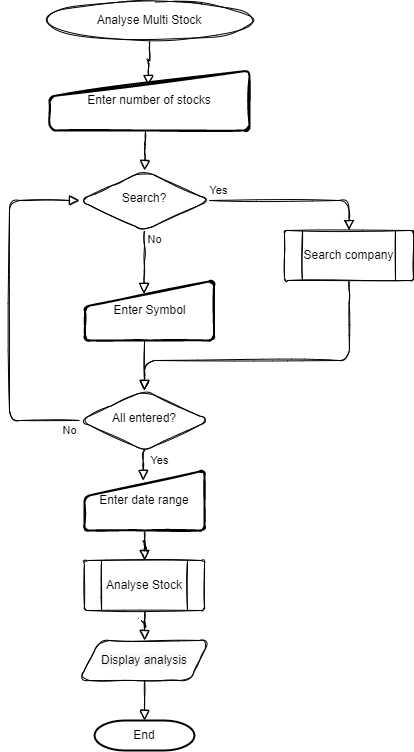 Analyse Multi Stock
Enter number of stocks
Search?
Yes
No
Search company
Enter Symbol
All entered?
No
Yes
Enter date range
Analyse Stock
Display analysis
End